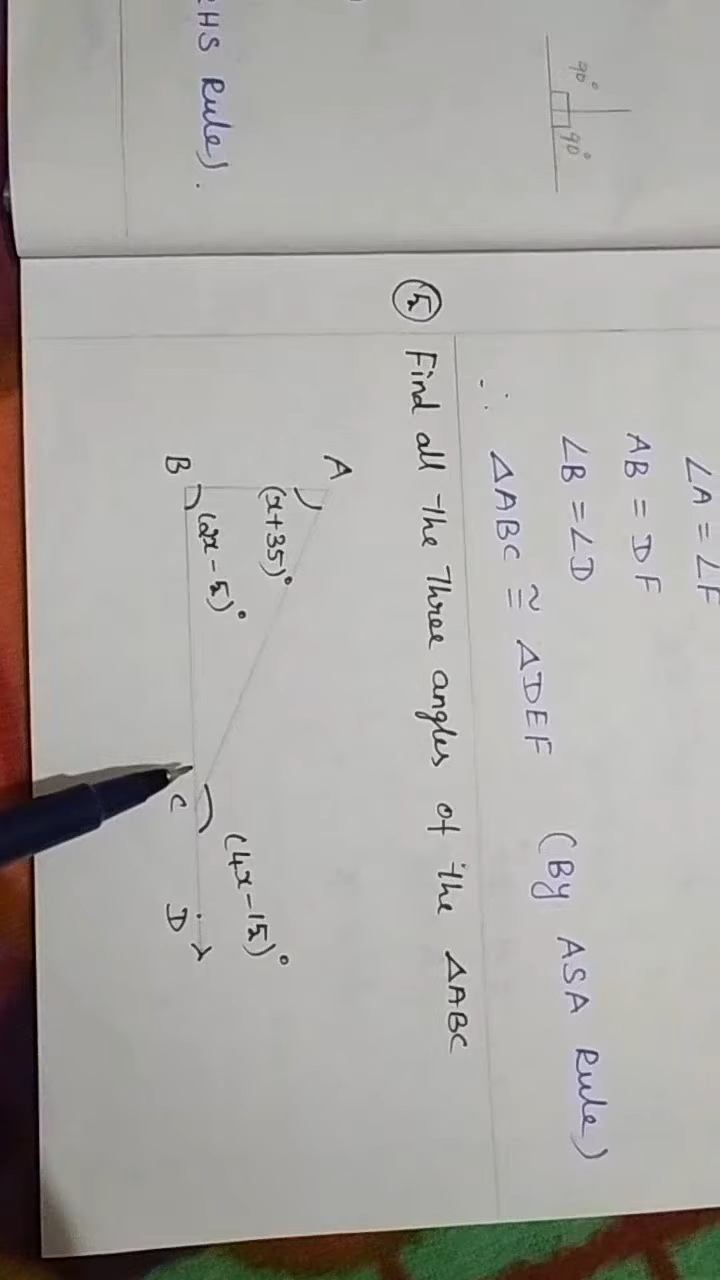 90° 90°
RHS Rule).
∠A = ∠F
AB = DF
∠B = ∠D
∴ ΔABC ≅ ΔDEF (By ASA Rule)
5 Find all the Three angles of the ΔABC
A
(x+35)°
B (2x-5)° C (4x-15)° D